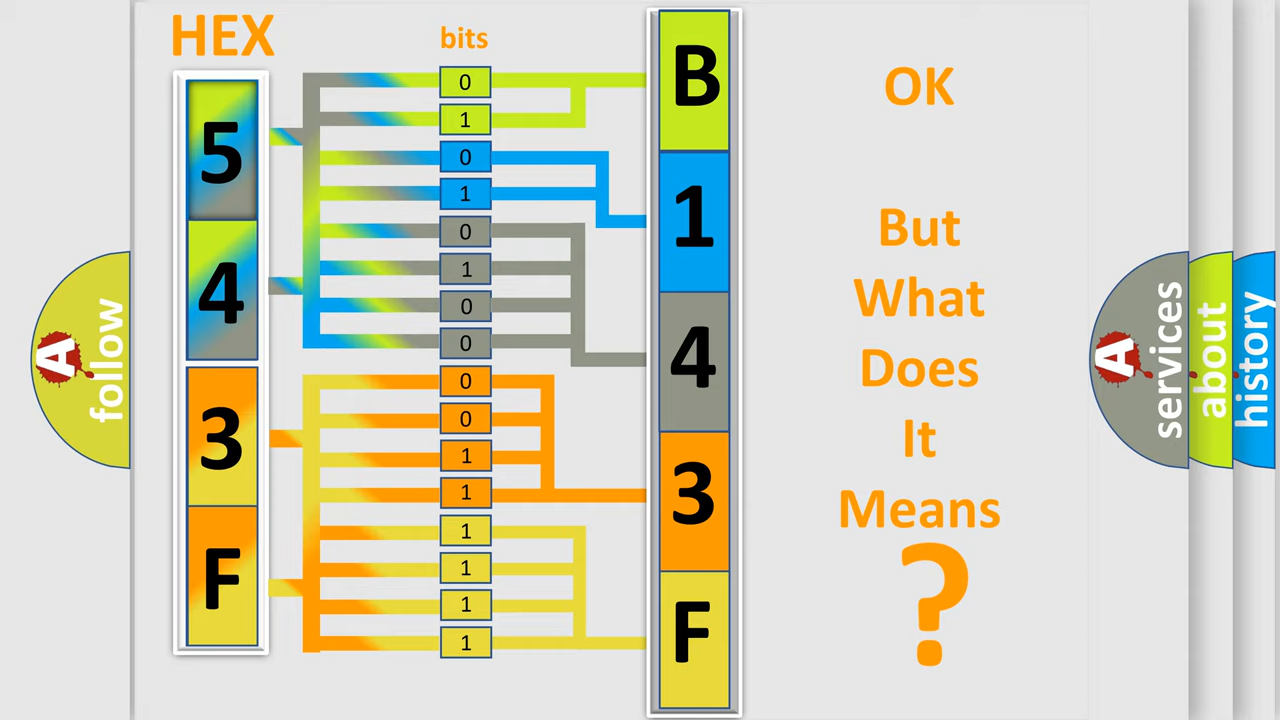 HEX
bits
5
4
3
F
0
1
0
1
0
1
0
0
0
0
1
1
1
1
1
1
B
1
4
3
F
OK
But
What
Does
It
Means
?
A
follow
A
services
about
history